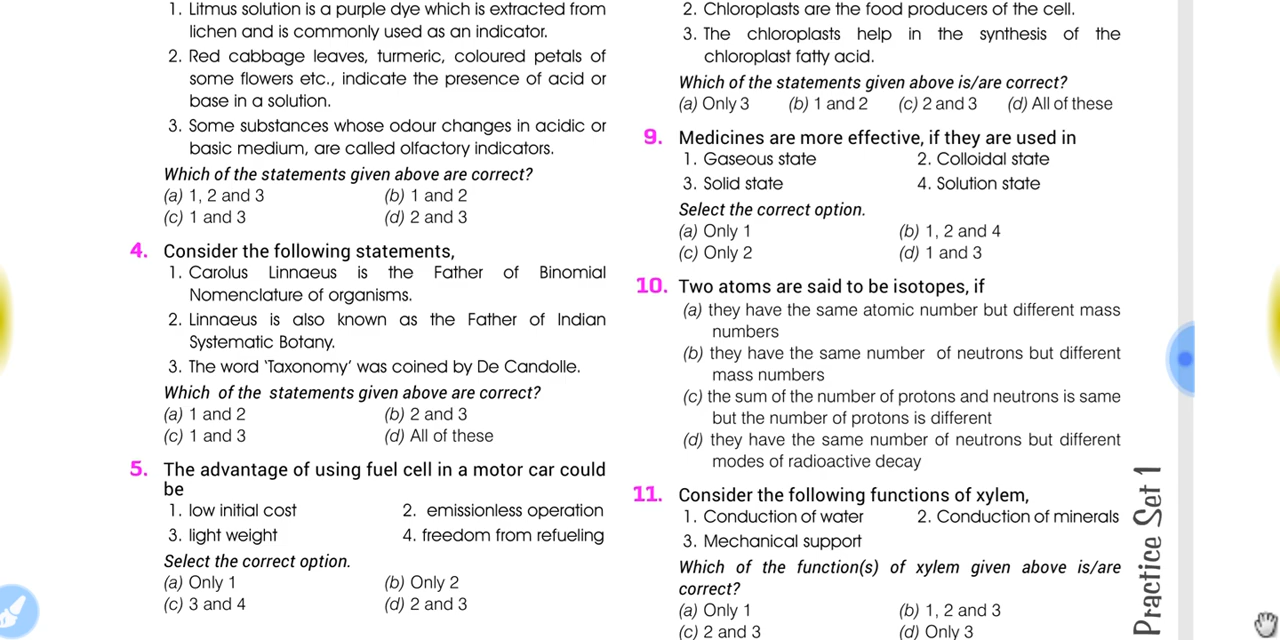 1. Litmus solution is a purple dye which is extracted from
lichen and is commonly used as an indicator.
2. Red cabbage leaves, turmeric, coloured petals of
some flowers etc., indicate the presence of acid or
base in a solution.
3. Some substances whose odour changes in acidic or
basic medium, are called olfactory indicators.
Which of the statements given above are correct?
(a) 1, 2 and 3 (b) 1 and 2
(c) 1 and 3 (d) 2 and 3
4. Consider the following statements,
1. Carolus Linnaeus is the Father of Binomial
Nomenclature of organisms.
2. Linnaeus is also known as the Father of Indian
Systematic Botany.
3. The word ‘Taxonomy’ was coined by De Candolle.
Which of the statements given above are correct?
(a) 1 and 2 (b) 2 and 3
(c) 1 and 3 (d) All of these
5. The advantage of using fuel cell in a motor car could
be
1. low initial cost 2. emissionless operation
3. light weight 4. freedom from refueling
Select the correct option.
(a) Only 1 (b) Only 2
(c) 3 and 4 (d) 2 and 3
2. Chloroplasts are the food producers of the cell.
3. The chloroplasts help in the synthesis of the
chloroplast fatty acid.
Which of the statements given above is/are correct?
(a) Only 3 (b) 1 and 2 (c) 2 and 3 (d) All of these
9. Medicines are more effective, if they are used in
1. Gaseous state 2. Colloidal state
3. Solid state 4. Solution state
Select the correct option.
(a) Only 1 (b) 1, 2 and 4
(c) Only 2 (d) 1 and 3
10. Two atoms are said to be isotopes, if
(a) they have the same atomic number but different mass
numbers
(b) they have the same number of neutrons but different
mass numbers
(c) the sum of the number of protons and neutrons is same
but the number of protons is different
(d) they have the same number of neutrons but different
modes of radioactive decay
11. Consider the following functions of xylem,
1. Conduction of water 2. Conduction of minerals
3. Mechanical support
Which of the function(s) of xylem given above is/are
correct?
(a) Only 1 (b) 1, 2 and 3
(c) 2 and 3 (d) Only 3
Practice Set 1